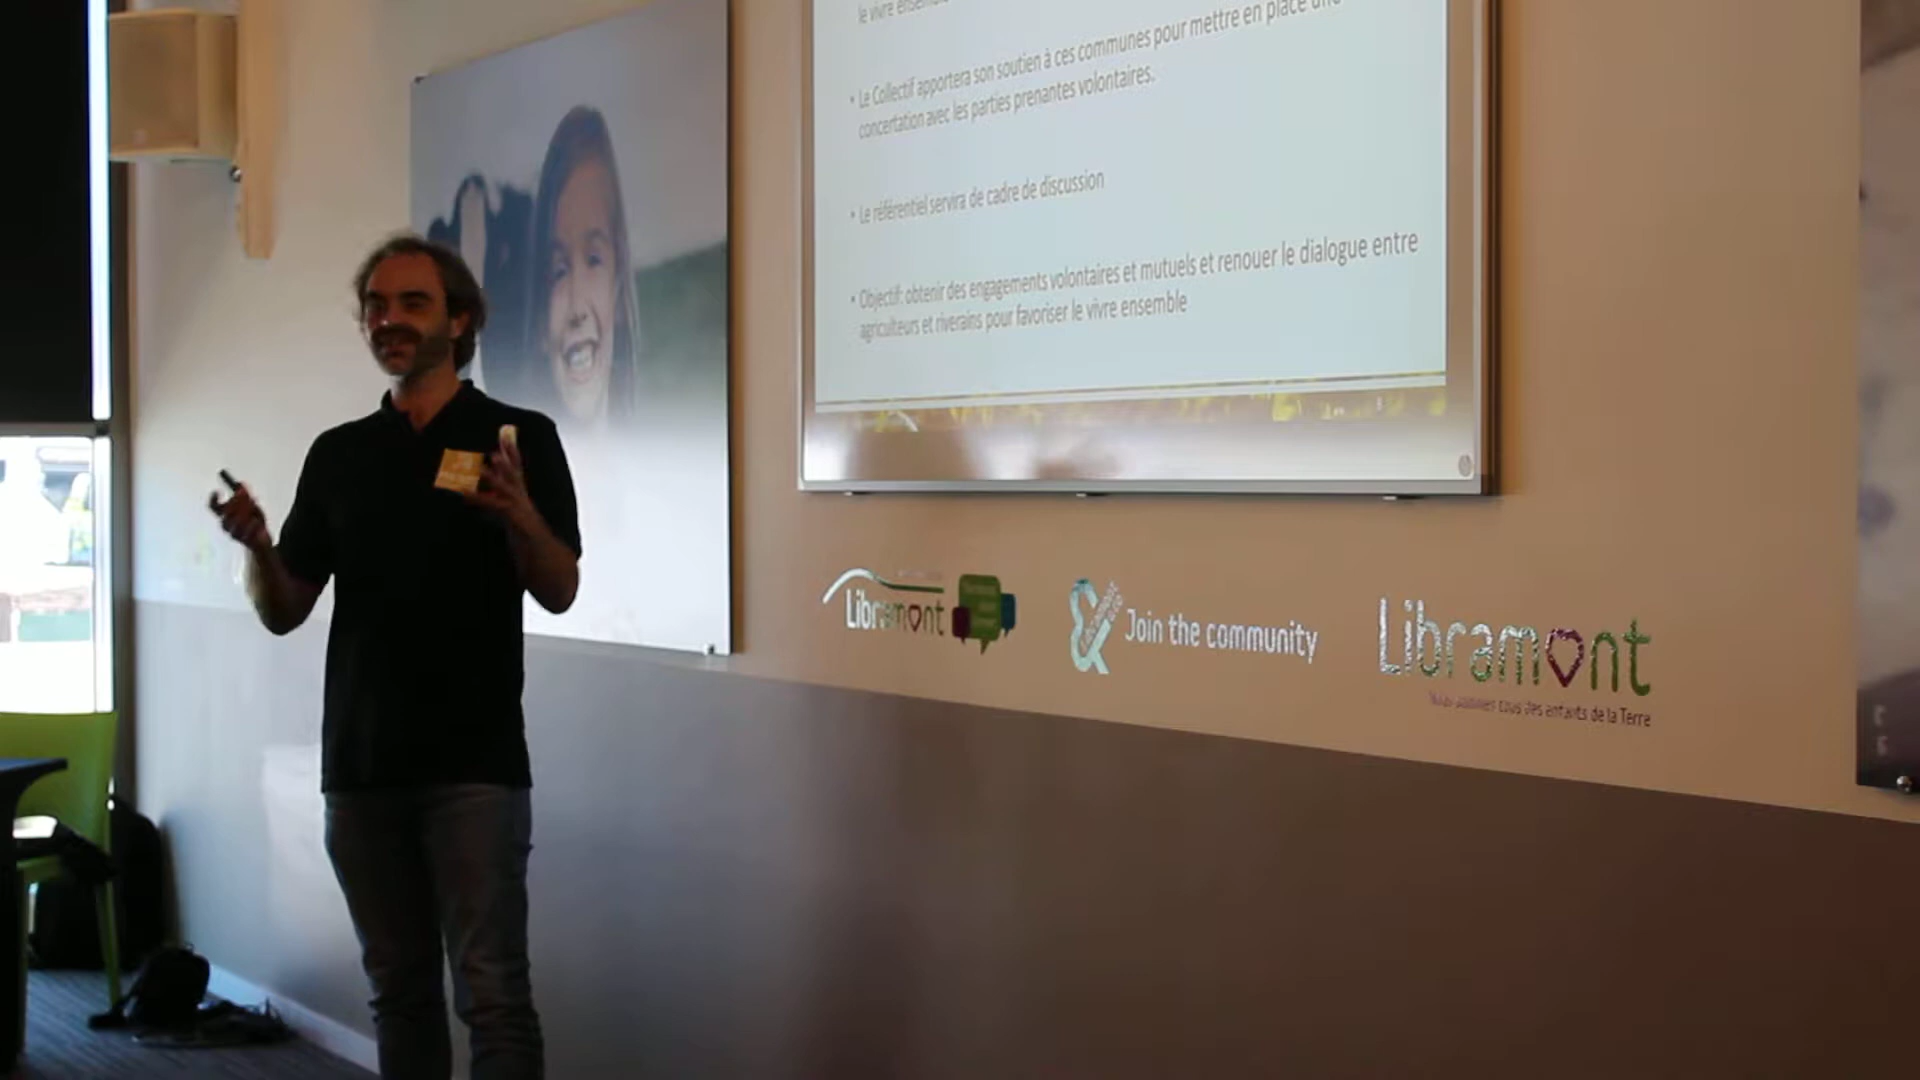 le vivre ensemble
• Le Collectif apportera son soutien à ces communes pour mettre en place une
concertation avec les parties prenantes volontaires.
• Le référentiel servira de cadre de discussion
• Objectif: obtenir des engagements volontaires et mutuels et renouer le dialogue entre
agriculteurs et riverains pour favoriser le vivre ensemble
Libramont
& Join the community
Libramont
Nous sommes tous des enfants de la Terre